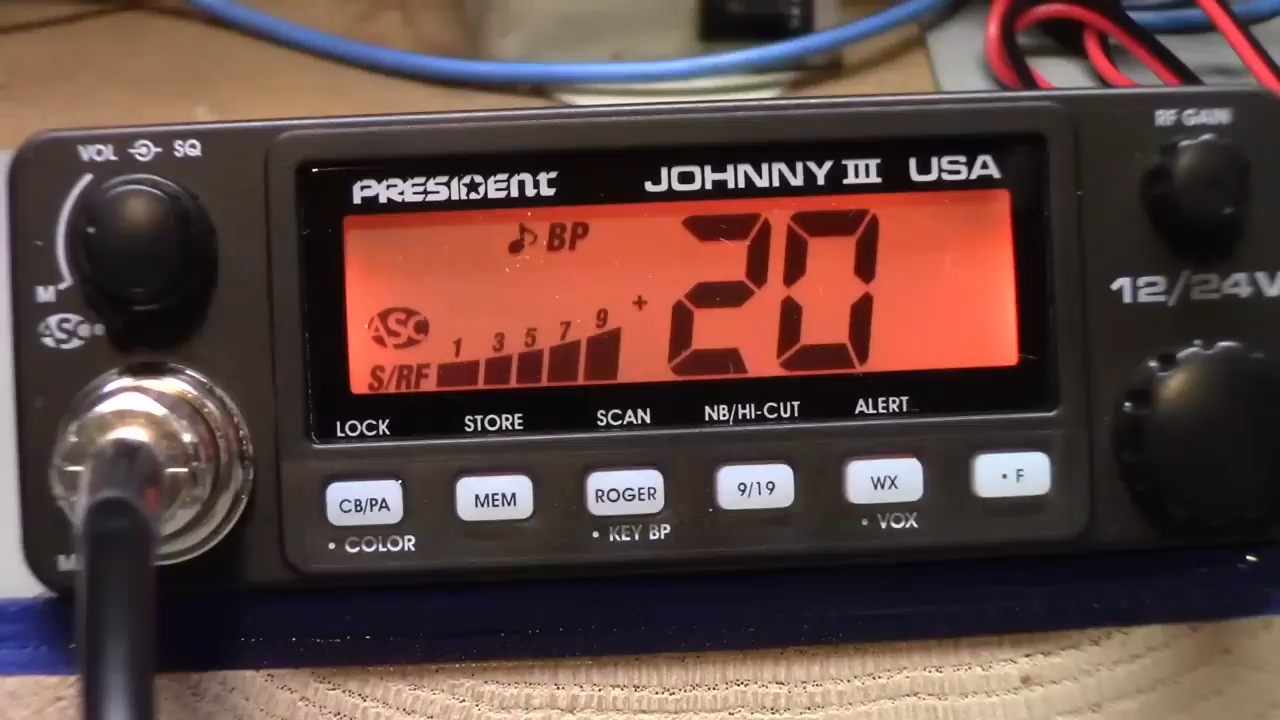 VOL SQ
M
ASC
PRESIDENT JOHNNY III USA
BP
20
ASC
1 3 5 7 9 +
S/RF
LOCK STORE SCAN NB/HI-CUT ALERT
CB/PA MEM ROGER 9/19 WX • F
• COLOR • KEY BP • VOX
RF GAIN
12/24V